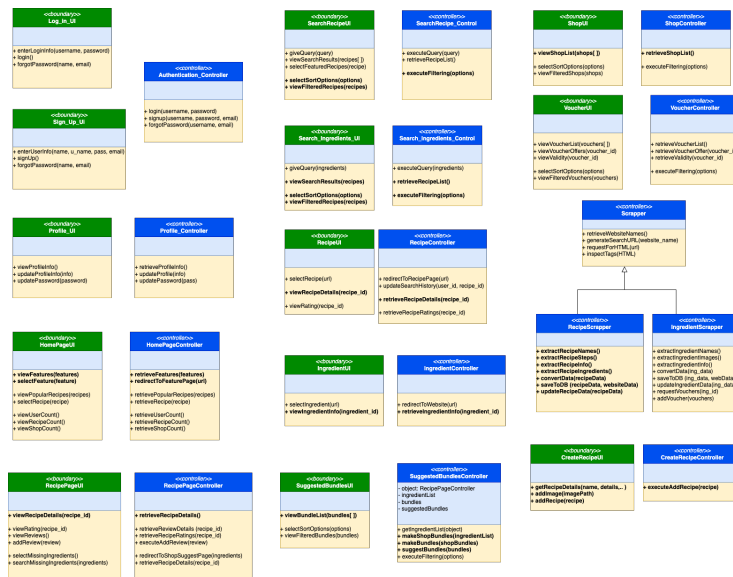 <<boundary>>
Log_In_UI
+ enterLoginInfo(username, password)
+ login()
+ forgotPassword(name, email)
<<controller>>
Authentication_Controller
+ login(username, password)
+ signup(username, password, email)
+ forgotPassword(username, email)
<<boundary>>
Sign_Up_Ui
+ enterUserInfo(name, u_name, pass, email)
+ signUp()
+ forgotPassword(name, email)
<<boundary>>
Profile_Ui
+ viewProfileInfo()
+ updateProfileInfo(info)
+ updatePassword(password)
<<controller>>
Profile_Controller
+ retrieveProfileInfo()
+ updateProfile(info)
+ updatePassword(pass)
<<boundary>>
HomePageUI
+ viewFeatures(features)
+ selectFeature(feature)
+ viewPopularRecipes(recipes)
+ selectRecipe(recipe)
+ viewUserCount()
+ viewRecipeCount()
+ viewShopCount()
<<controller>>
HomePageController
+ retrieveFeatures(features)
+ redirectToFeaturePage(url)
+ retrievePopularRecipes(recipes)
+ retrieveRecipe(recipe)
+ retrieveUserCount()
+ retrieveRecipeCount()
+ retrieveShopCount()
<<boundary>>
RecipePageUI
+ viewRecipeDetails(recipe_id)
+ viewRating(recipe_id)
+ viewReviews()
+ addReview(review)
+ selectMissingIngredients()
+ searchMissingIngredients(ingredients)
<<controller>>
RecipePageController
+ retrieveRecipeDetails()
+ retrieveReviewDetails (recipe_id)
+ retrieveRecipeRatings(recipe_id)
+ executeAddReview(review)
+ redirectToShopSuggestPage(ingredients)
+ retrieveRecipeDetails(recipe_id)
<<boundary>>
SearchRecipeUI
+ giveQuery(query)
+ viewSearchResults(recipes[ ])
+ selectFeaturedRecipes(recipe)
+ selectSortOptions(options)
+ viewFilteredRecipes(recipes)
<<controller>>
SearchRecipe_Control
+ executeQuery(query)
+ retrieveRecipeList()
+ executeFiltering(options)
<<boundary>>
Search_Ingredients_UI
+ giveQuery(ingredients)
+ viewSearchResults(recipes)
+ selectSortOptions(options)
+ viewFilteredRecipes(recipes)
<<controller>>
Search_Ingredients_Control
+ executeQuery(ingredients)
+ retrieveRecipeList()
+ executeFiltering(options)
<<boundary>>
RecipeUI
+ selectRecipe(url)
+ viewRecipeDetails(recipe_id)
+ viewRating(recipe_id)
<<controller>>
RecipeController
+ redirectToRecipePage(url)
+ updateSearchHistory(user_id, recipe_id)
+ retrieveRecipeDetails(recipe_id)
+ retrieveRecipeRatings(recipe_id)
<<boundary>>
IngredientUI
+ selectIngredient(url)
+ viewIngredientInfo(ingredient_id)
<<controller>>
IngredientController
+ redirectToWebsite(url)
+ retrieveIngredientInfo(ingredient_id)
<<boundary>>
SuggestedBundlesUI
+ viewBundleList(bundles[ ])
+ selectSortOptions(options)
+ viewFilteredBundles(bundles)
<<controller>>
SuggestedBundlesController
- object: RecipePageController
- ingredientList
- bundles
- suggestedBundles
+ getIngredientList(object)
+ makeShopBundles(ingredientList)
+ makeBundles(shopBundles)
+ suggestBundles(bundles)
+ executeFiltering(options)
<<boundary>>
ShopUI
+ viewShopList(shops[ ])
+ selectSortOptions(options)
+ viewFilteredShops(shops)
<<controller>>
ShopController
+ retrieveShopList()
+ executeFiltering(options)
<<boundary>>
VoucherUI
+ viewVoucherList(vouchers[ ])
+ viewVoucherOffers(voucher_id)
+ viewValidity(voucher_id)
+ selectSortOptions(options)
+ viewFilteredVouchers(vouchers)
<<controller>>
VoucherController
+ retrieveVoucherList()
+ retrieveVoucherOffer(voucher_i
+ retrieveValidity(voucher_id)
+ executeFiltering(options)
<<controller>>
Scrapper
+ retrieveWebsiteNames()
+ generateSearchURL(website_name)
+ requestForHTML(url)
+ inspectTags(HTML)
<<controller>>
RecipeScrapper
+ extractRecipeNames()
+ extractRecipeSteps()
+ extractRecipeInfo()
+ extractRecipeIngredients()
+ convertData(recipeData)
+ saveToDB (recipeData, websiteData)
+ updateRecipeData(recipeData)
<<controller>>
IngredientScrapper
+ extractIngredientNames()
+ extractIngredientImages()
+ extractIngredientInfo()
+ convertData(ing_data)
+ saveToDB (ing_data, webData
+ updateIngredientData(ing_data
+ requestVouchers(ing_id)
+ addVoucher(vouchers)
<<boundary>>
CreateRecipeUI
+ getRecipeDetails(name, details,.. )
+ addImage(imagePath)
+ addRecipe(recipe)
<<controller>>
CreateRecipeController
+ executeAddRecipe(recipe)